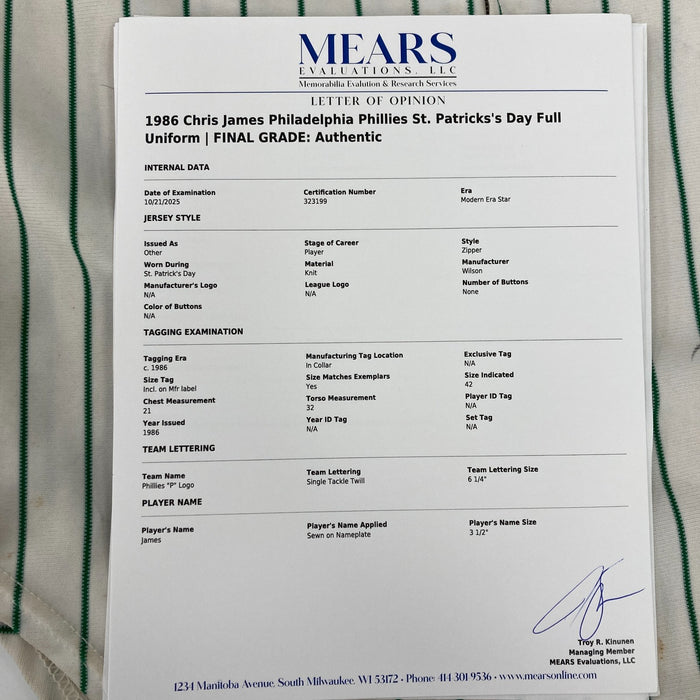 MEARS
EVALUATIONS, LLC
Memorabilia Evalution & Research Services
LETTER OF OPINION
1986 Chris James Philadelphia Phillies St. Patricks's Day Full
Uniform | FINAL GRADE: Authentic
INTERNAL DATA
Date of Examination Certification Number Era
10/21/2025 323199 Modern Era Star
JERSEY STYLE
Issued As Stage of Career Style
Other Player Zipper
Worn During Material Manufacturer
St. Patrick's Day Knit Wilson
Manufacturer's Logo League Logo Number of Buttons
N/A N/A None
Color of Buttons
N/A
TAGGING EXAMINATION
Tagging Era Manufacturing Tag Location Exclusive Tag
c. 1986 In Collar N/A
Size Tag Size Matches Exemplars Size Indicated
Incl. on Mfr label Yes 42
Chest Measurement Torso Measurement Player ID Tag
21 32 N/A
Year Issued Year ID Tag Set Tag
1986 N/A N/A
TEAM LETTERING
Team Name Team Lettering Team Lettering Size
Phillies "P" Logo Single Tackle Twill 6 1/4"
PLAYER NAME
Player's Name Player's Name Applied Player's Name Size
James Sewn on Nameplate 3 1/2"
Troy R. Kinunen
Managing Member
MEARS Evaluations, LLC
1234 Manitoba Avenue, South Milwaukee, WI 53172 • Phone: 414 301 9536 • www.mearsonline.com